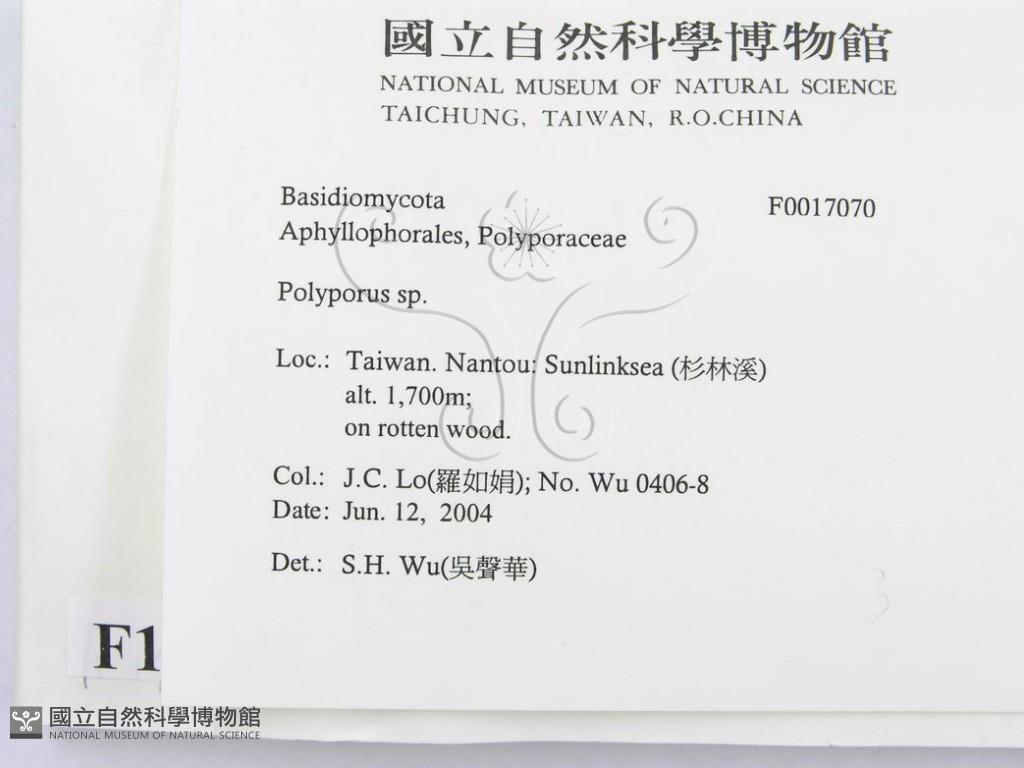 國立自然科學博物館
NATIONAL MUSEUM OF NATURAL SCIENCE
TAICHUNG, TAIWAN, R.O.CHINA
Basidiomycota F0017070
Aphyllophorales, Polyporaceae
Polyporus sp.
Loc.: Taiwan. Nantou: Sunlinksea (杉林溪)
alt. 1,700m;
on rotten wood.
Col.: J.C. Lo(羅如娟); No. Wu 0406-8
Date: Jun. 12, 2004
Det.: S.H. Wu(吳聲華)
F1
國立自然科學博物館
NATIONAL MUSEUM OF NATURAL SCIENCE